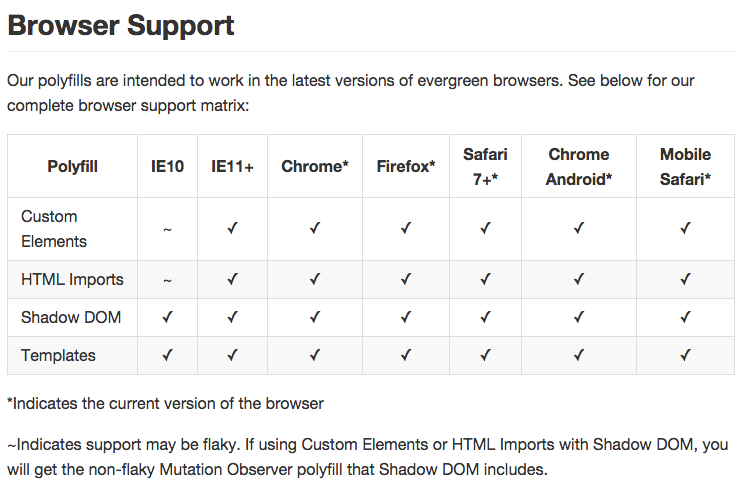 Browser Support
Our polyfills are intended to work in the latest versions of evergreen browsers. See below for our
complete browser support matrix:
Polyfill IE10 IE11+ Chrome* Firefox* Safari 7+* Chrome Android* Mobile Safari*
Custom Elements ~ ✓ ✓ ✓ ✓ ✓ ✓
HTML Imports ~ ✓ ✓ ✓ ✓ ✓ ✓
Shadow DOM ✓ ✓ ✓ ✓ ✓ ✓ ✓
Templates ✓ ✓ ✓ ✓ ✓ ✓ ✓
*Indicates the current version of the browser
~Indicates support may be flaky. If using Custom Elements or HTML Imports with Shadow DOM, you
will get the non-flaky Mutation Observer polyfill that Shadow DOM includes.